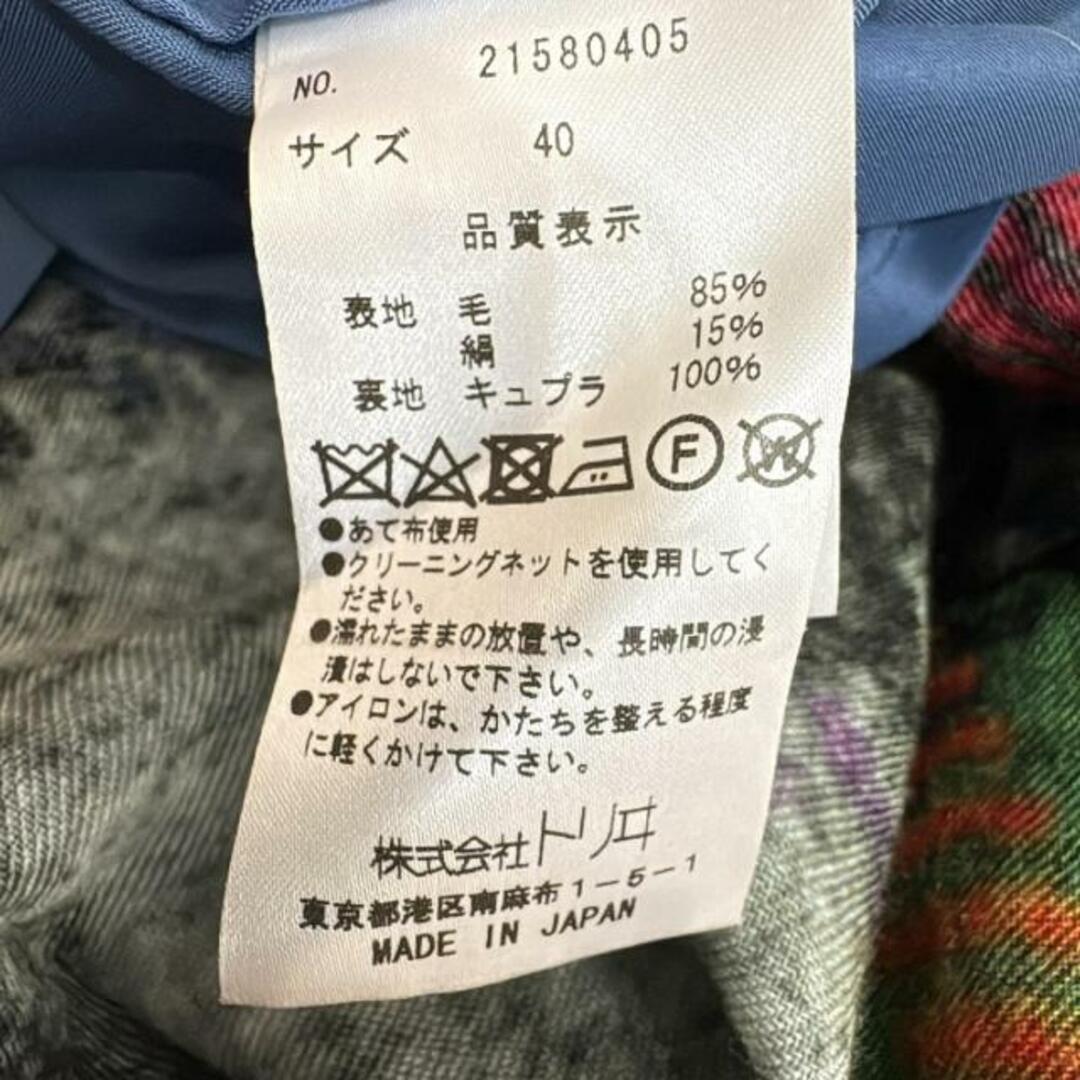 NO. 21580405
サイズ 40
品質表示
表地 毛 85%
絹 15%
裏地 キュプラ 100%
F W
●あて布使用
●クリーニングネットを使用してく
ださい。
●濡れたままの放置や、長時間の浸
漬はしないで下さい。
●アイロンは、かたちを整える程度
に軽くかけて下さい。
株式会社トリヰ
東京都港区南麻布1-5-1
MADE IN JAPAN